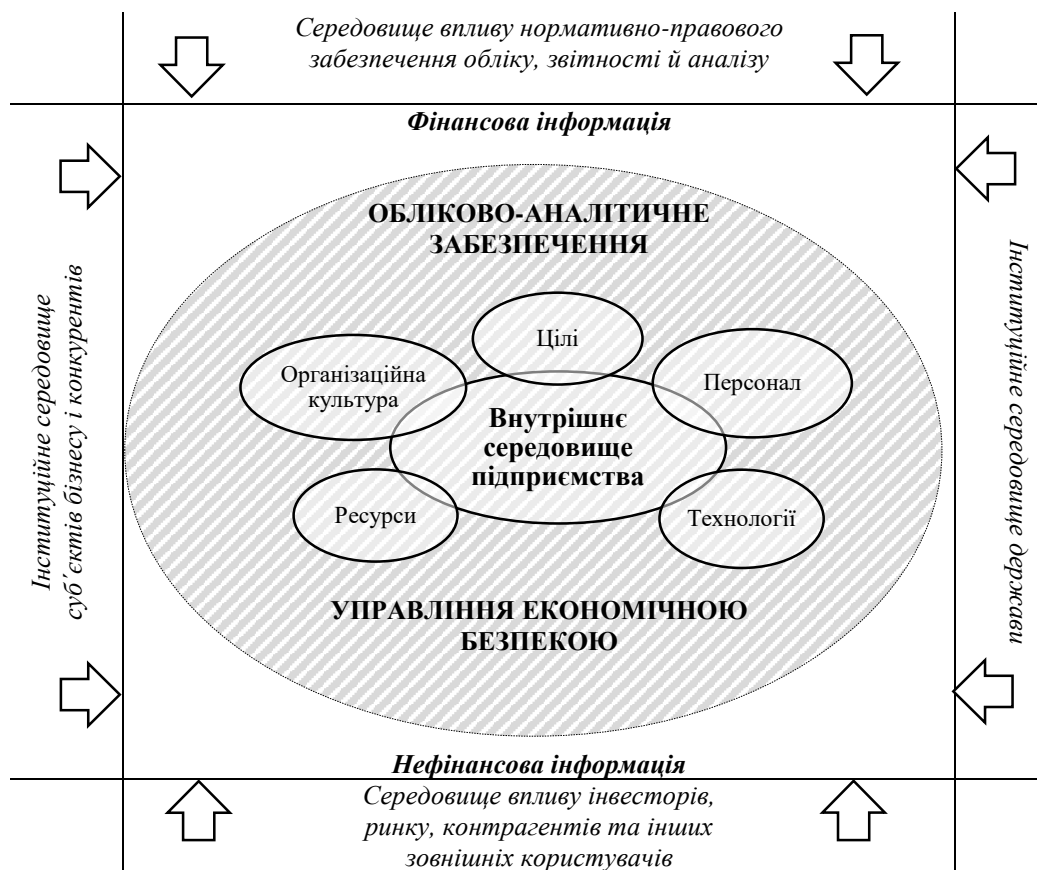 Середовище впливу нормативно-правового
забезпечення обліку, звітності й аналізу
Фінансова інформація
ОБЛІКОВО-АНАЛІТИЧНЕ
ЗАБЕЗПЕЧЕННЯ
Інституційне середовище
суб´єктів бізнесу і конкурентів
Інституційне середовище держави
Цілі
Організаційна
культура
Персонал
Внутрішнє
середовище
підприємства
Ресурси
Технології
УПРАВЛІННЯ ЕКОНОМІЧНОЮ
БЕЗПЕКОЮ
Нефінансова інформація
Середовище впливу інвесторів,
ринку, контрагентів та інших
зовнішніх користувачів